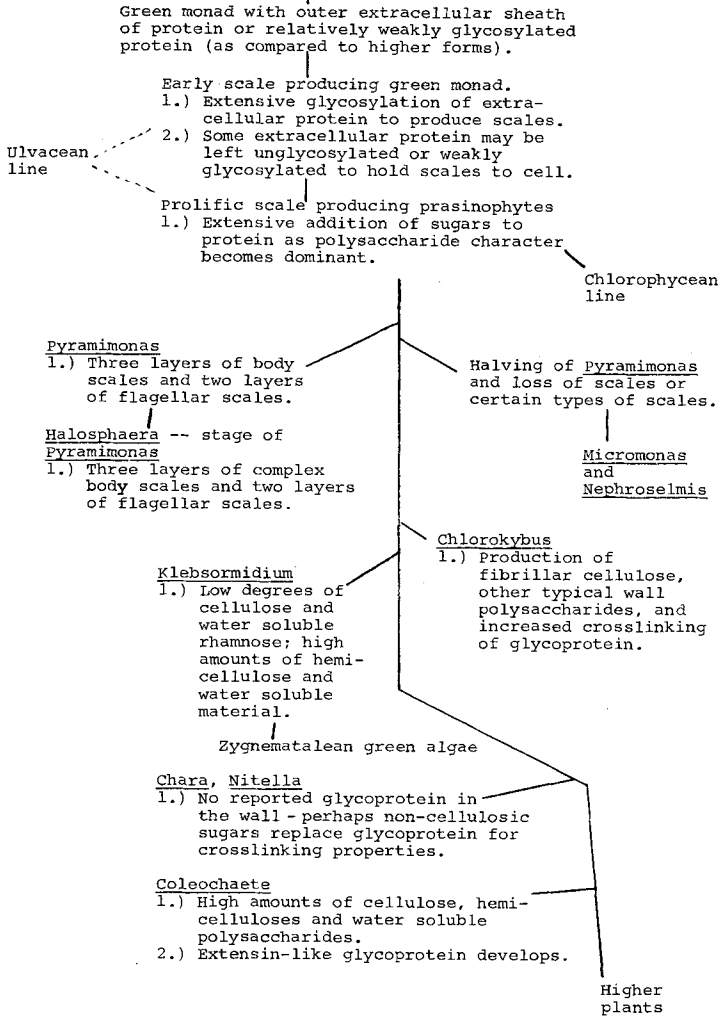 Green monad with outer extracellular sheath
of protein or relatively weakly glycosylated
protein (as compared to higher forms).
Early scale producing green monad.
1.) Extensive glycosylation of extra-
cellular protein to produce scales.
2.) Some extracellular protein may be
left unglycosylated or weakly
glycosylated to hold scales to cell.
Ulvacean
line
Prolific scale producing prasinophytes
1.) Extensive addition of sugars to
protein as polysaccharide character
becomes dominant.
Chlorophycean
line
Pyramimonas
1.) Three layers of body
scales and two layers
of flagellar scales.
Halosphaera -- stage of
Pyramimonas
1.) Three layers of complex
body scales and two layers
of flagellar scales.
Halving of Pyramimonas
and loss of scales or
certain types of scales.
Micromonas
and
Nephroselmis
Chlorokybus
1.) Production of
fibrillar cellulose,
other typical wall
polysaccharides, and
increased crosslinking
of glycoprotein.
Klebsormidium
1.) Low degrees of
cellulose and
water soluble
rhamnose; high
amounts of hemi-
cellulose and
water soluble
material.
Zygnematalean green algae
Chara, Nitella
1.) No reported glycoprotein in
the wall - perhaps non-cellulosic
sugars replace glycoprotein for
crosslinking properties.
Coleochaete
1.) High amounts of cellulose, hemi-
celluloses and water soluble
polysaccharides.
2.) Extensin-like glycoprotein develops.
Higher
plants